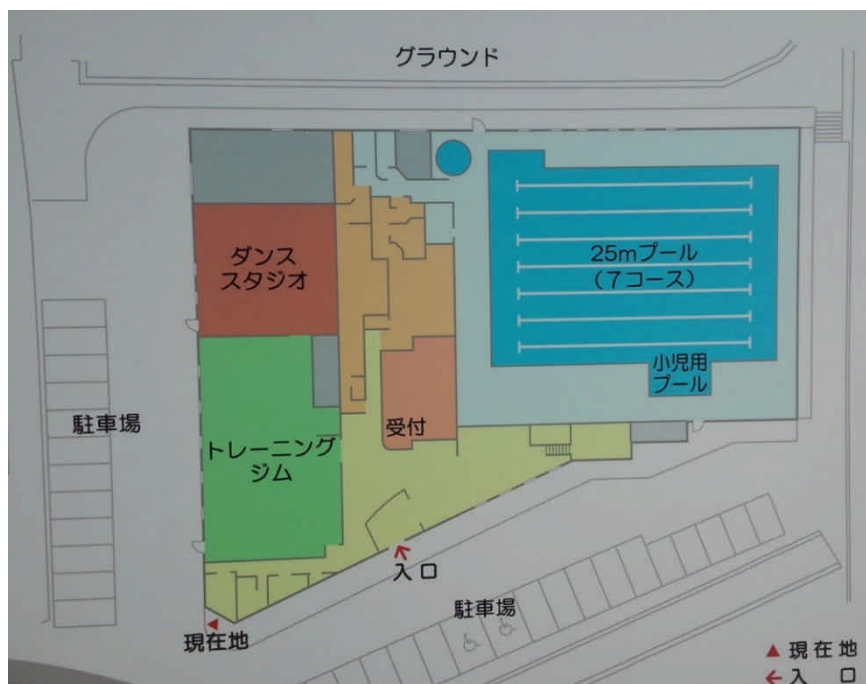 グラウンド
ダンス
スタジオ
25mプール
(7コース)
小児用
プール
駐車場
受付
トレーニング
ジム
入口
駐車場
現在地
▲現在地
←入 口